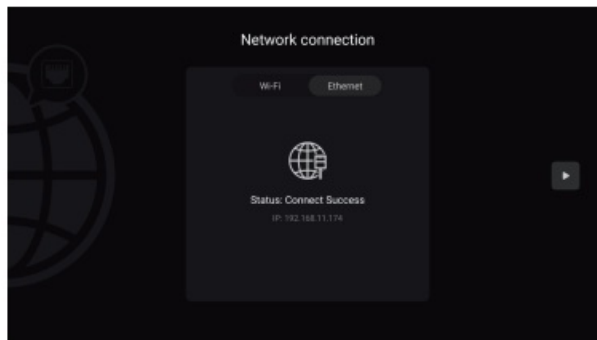 Network connection
Wi-Fi Ethernet
Status: Connect Success
IP: 192.168.11.174